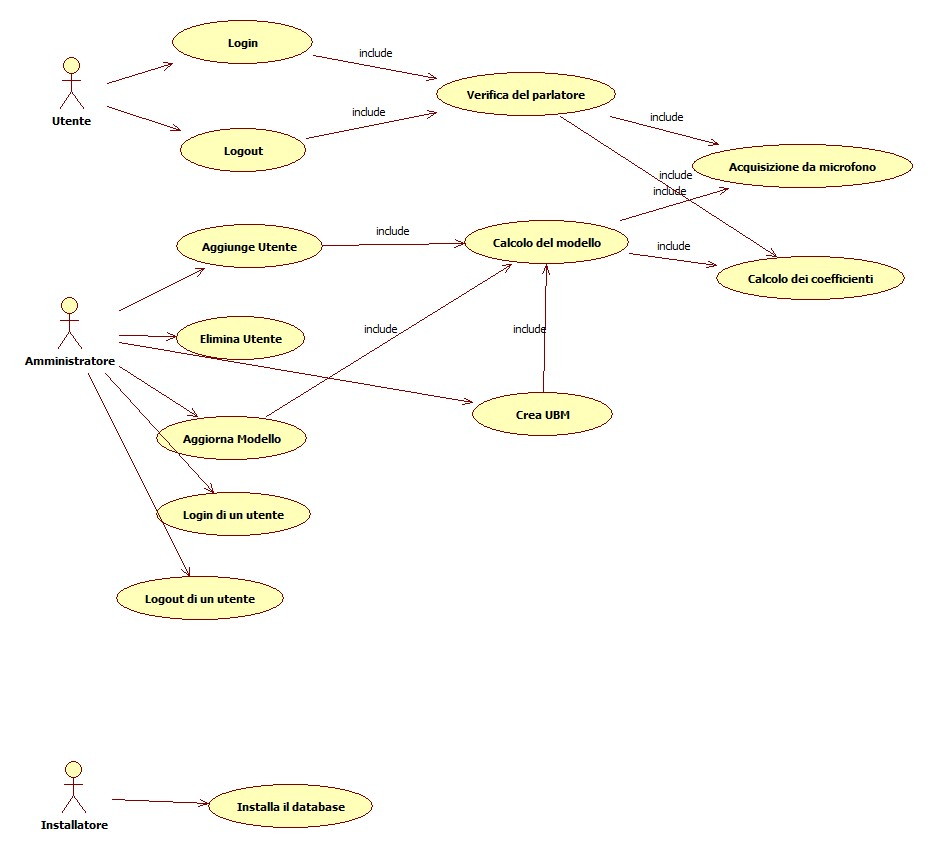 Login
include
Utente
Verifica del parlatore
include
include
Logout
Acquisizione da microfono
include
include
Aggiunge Utente
include
Calcolo del modello
include
Calcolo dei coefficienti
Elimina Utente
include
include
Amministratore
Crea UBM
Aggiorna Modello
Login di un utente
Logout di un utente
Installa il database
Installatore